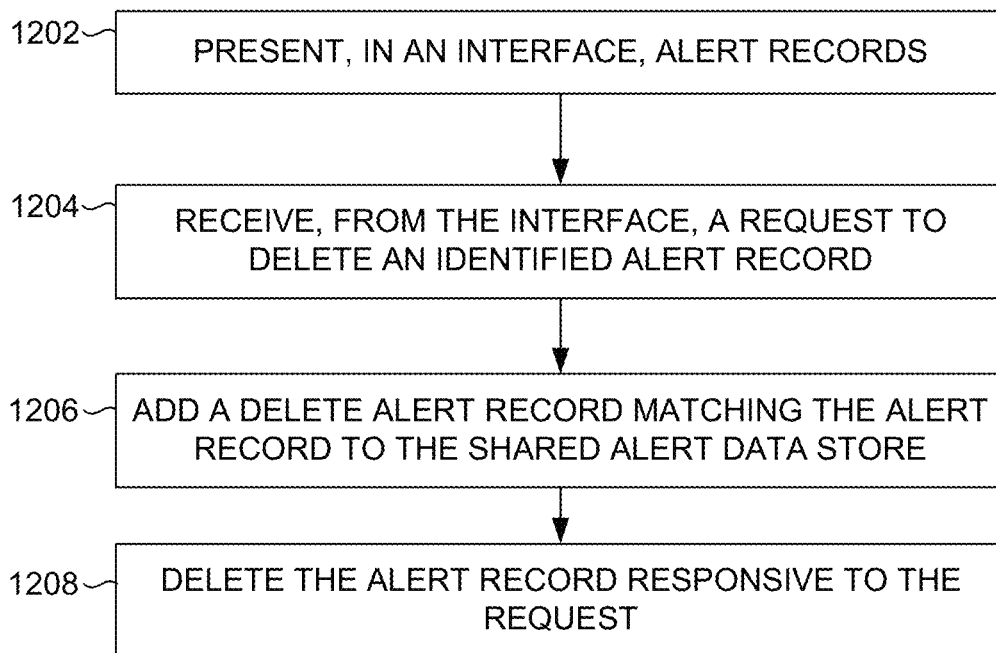 1202
PRESENT, IN AN INTERFACE, ALERT RECORDS
1204
RECEIVE, FROM THE INTERFACE, A REQUEST TO
DELETE AN IDENTIFIED ALERT RECORD
1206
ADD A DELETE ALERT RECORD MATCHING THE ALERT
RECORD TO THE SHARED ALERT DATA STORE
1208
DELETE THE ALERT RECORD RESPONSIVE TO THE
REQUEST